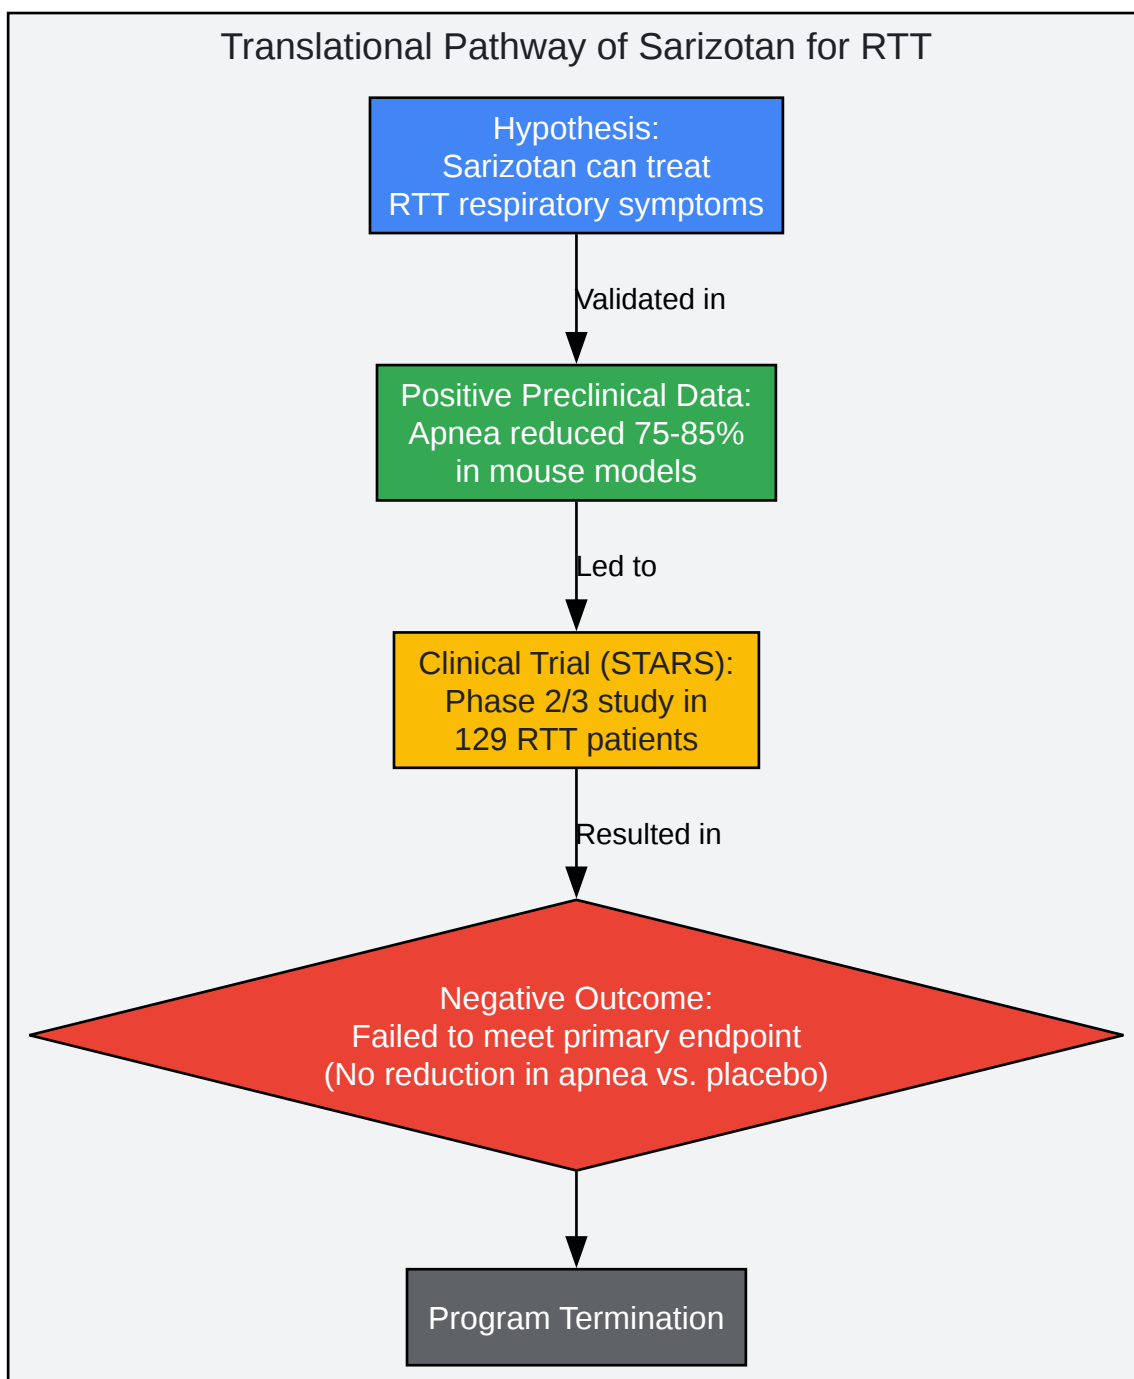 Translational Pathway of Sarizotan for RTT
Hypothesis:
Sarizotan can treat
RTT respiratory symptoms
Validated in
Positive Preclinical Data:
Apnea reduced 75-85%
in mouse models
Led to
Clinical Trial (STARS):
Phase 2/3 study in
129 RTT patients
Resulted in
Negative Outcome:
Failed to meet primary endpoint
(No reduction in apnea vs. placebo)
Program Termination